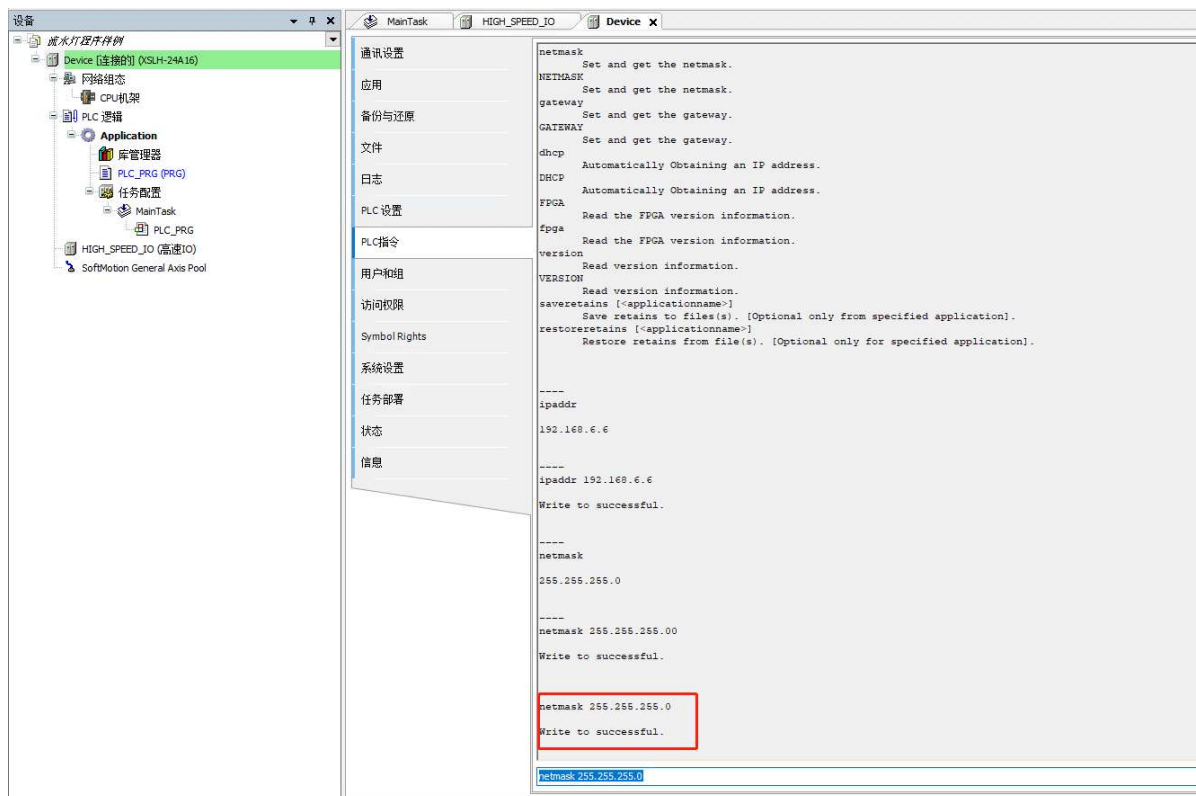 设备
流水灯程序样例
Device [连接的] (XSLH-24A16)
网络组态
CPU机架
PLC 逻辑
Application
库管理器
PLC_PRG (PRG)
任务配置
MainTask
PLC_PRG
HIGH_SPEED_IO (高速IO)
SoftMotion General Axis Pool
MainTask
HIGH_SPEED_IO
Device
通讯设置
应用
备份与还原
文件
日志
PLC 设置
PLC指令
用户和组
访问权限
Symbol Rights
系统设置
任务部署
状态
信息
netmask
Set and get the netmask.
NETMASK
Set and get the netmask.
gateway
Set and get the gateway.
GATEWAY
Set and get the gateway.
dhcp
Automatically Obtaining an IP address.
DHCP
Automatically Obtaining an IP address.
FPGA
Read the FPGA version information.
fpga
Read the FPGA version information.
version
Read version information.
VERSION
Read version information.
saveretains [<applicationname>]
Save retains to files(s). [Optional only from specified application].
restoreretains [<applicationname>]
Restore retains from file(s). [Optional only for specified application].
----
ipaddr
192.168.6.6
----
ipaddr 192.168.6.6
Write to successful.
----
netmask
255.255.255.0
----
netmask 255.255.255.00
Write to successful.
netmask 255.255.255.0
Write to successful.
netmask 255.255.255.0